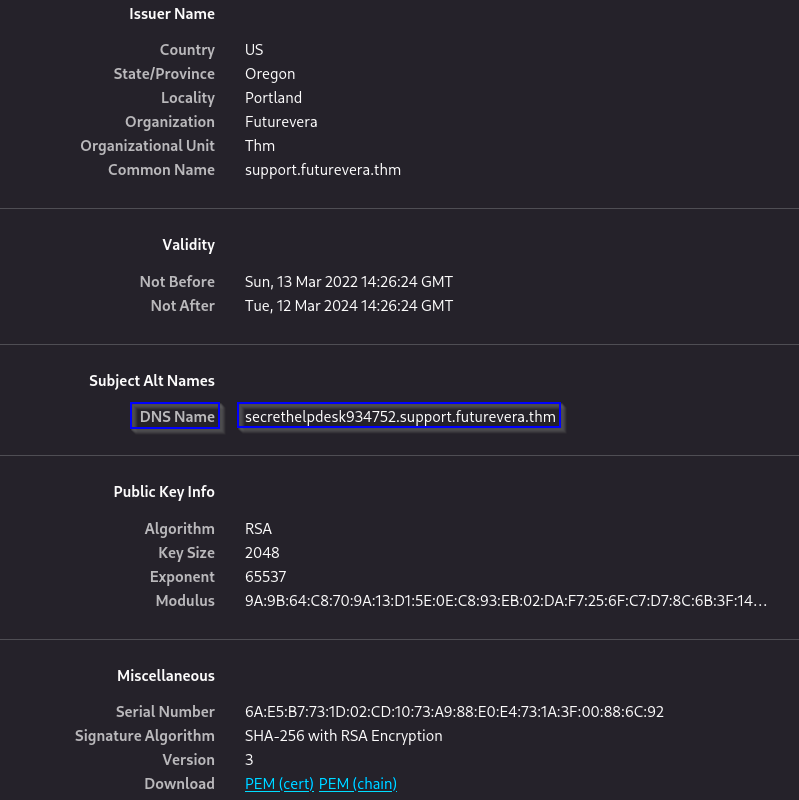 Issuer Name
Country US
State/Province Oregon
Locality Portland
Organization Futurevera
Organizational Unit Thm
Common Name support.futurevera.thm
Validity
Not Before Sun, 13 Mar 2022 14:26:24 GMT
Not After Tue, 12 Mar 2024 14:26:24 GMT
Subject Alt Names
DNS Name secrethelpdesk934752.support.futurevera.thm
Public Key Info
Algorithm RSA
Key Size 2048
Exponent 65537
Modulus 9A:9B:64:C8:70:9A:13:D1:5E:0E:C8:93:EB:02:DA:F7:25:6F:C7:D7:8C:6B:3F:14…
Miscellaneous
Serial Number 6A:E5:B7:73:1D:02:CD:10:73:A9:88:E0:E4:73:1A:3F:00:88:6C:92
Signature Algorithm SHA-256 with RSA Encryption
Version 3
Download PEM (cert) PEM (chain)